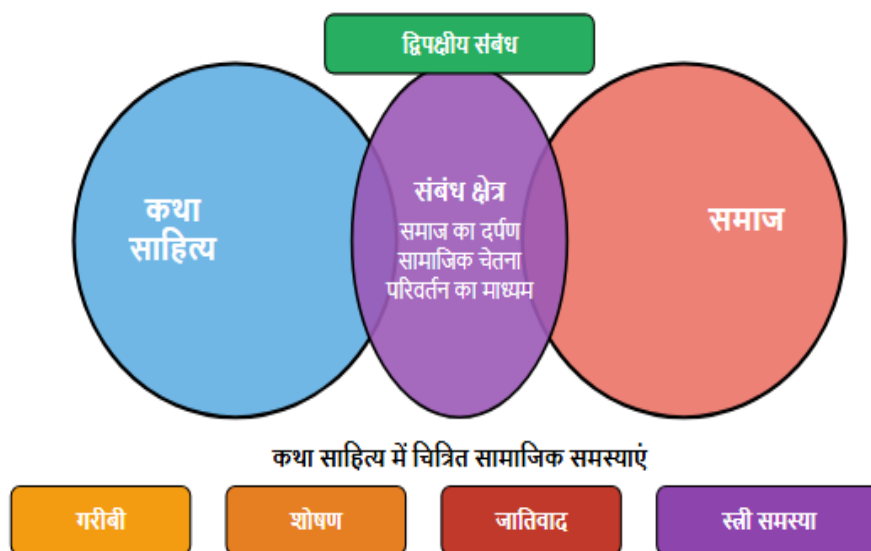 द्विपक्षीय संबंध
कथा
साहित्य
संबंध क्षेत्र
समाज का दर्पण
सामाजिक चेतना
परिवर्तन का माध्यम
समाज
कथा साहित्य में चित्रित सामाजिक समस्याएं
गरीबी
शोषण
जातिवाद
स्त्री समस्या